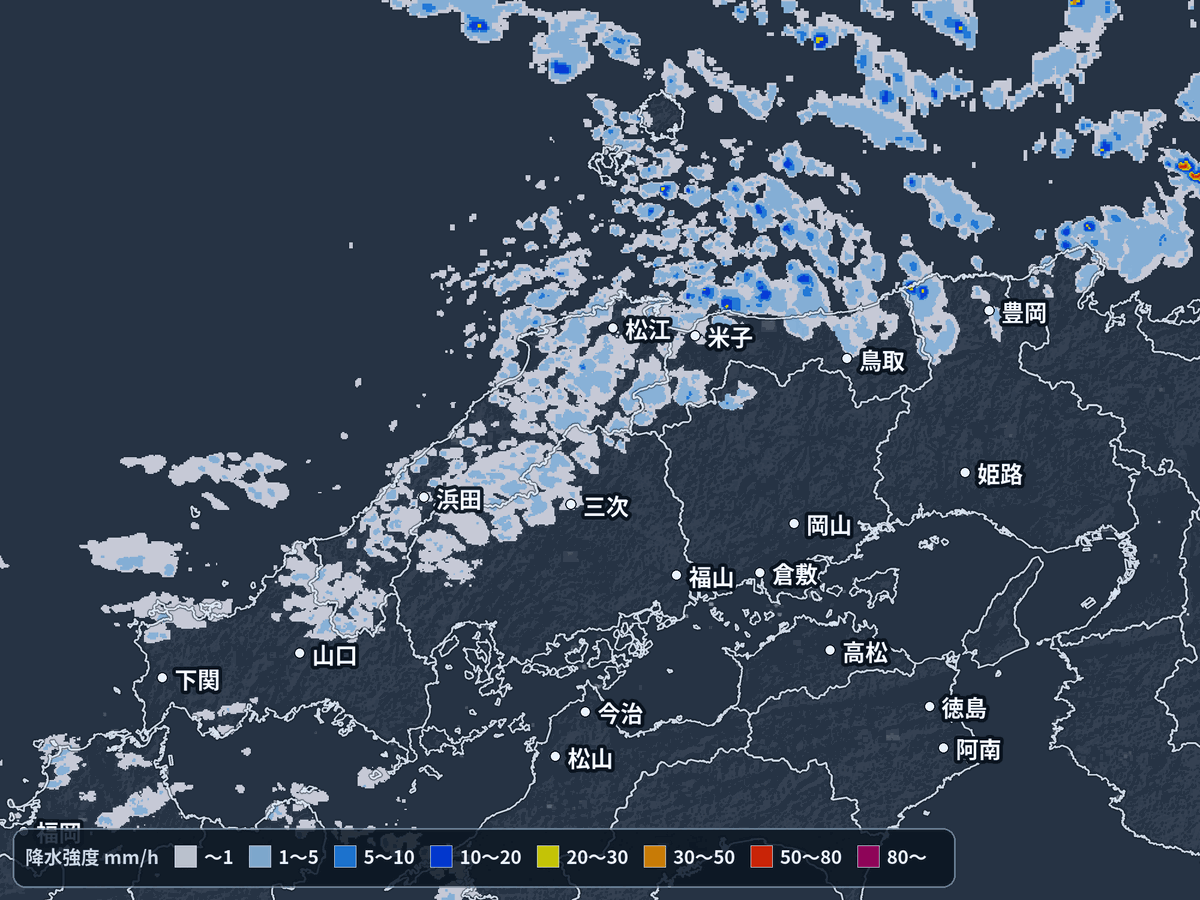 松江
米子
豊岡
鳥取
浜田
三次
姫路
岡山
福山
倉敷
山口
高松
下関
今治
徳島
松山
阿南
福岡
降水強度 mm/h ～1 1～5 5～10 10～20 20～30 30～50 50～80 80～